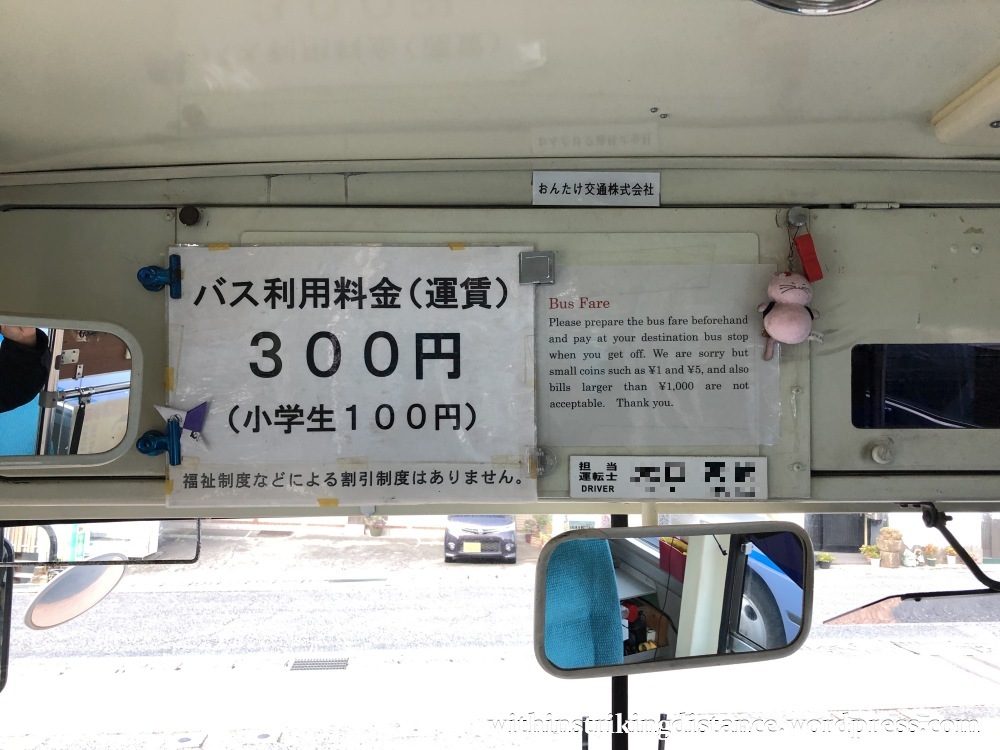 おんたけ交通株式会社
バス利用料金(運賃)
300円
(小学生100円)
福祉制度などによる割引制度はありません。
Bus Fare
Please prepare the bus fare beforehand
and pay at your destination bus stop
when you get off. We are sorry but
small coins such as ¥1 and ¥5, and also
bills larger than ¥1,000 are not
acceptable. Thank you.
担当
運転士
DRIVER
withinstrikingdistance.wordpress.com